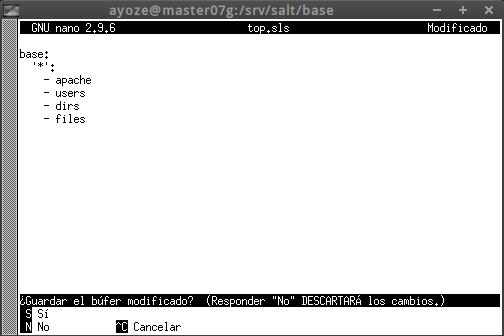 ayoze@master07g:/srv/salt/base
GNU nano 2.9.6 top.sls Modificado
base:
'*':
- apache
- users
- dirs
- files
¿Guardar el búfer modificado? (Responder "No" DESCARTARÁ los cambios.)
S Sí
N No ^C Cancelar